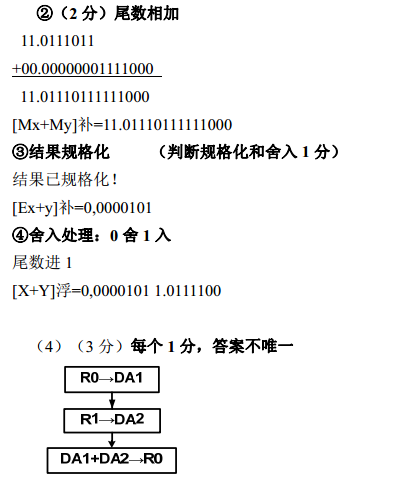 ②（2 分）尾数相加
11.0111011
+00.00000001111000
11.01110111111000
[Mx+My]补=11.01110111111000
③结果规格化 （判断规格化和舍入 1 分）
结果已规格化！
[Ex+y]补=0,0000101
④舍入处理：0 舍 1 入
尾数进 1
[X+Y]浮=0,0000101 1.0111100
（4）（3 分）每个 1 分，答案不唯一
R0→DA1
R1→DA2
DA1+DA2→R0